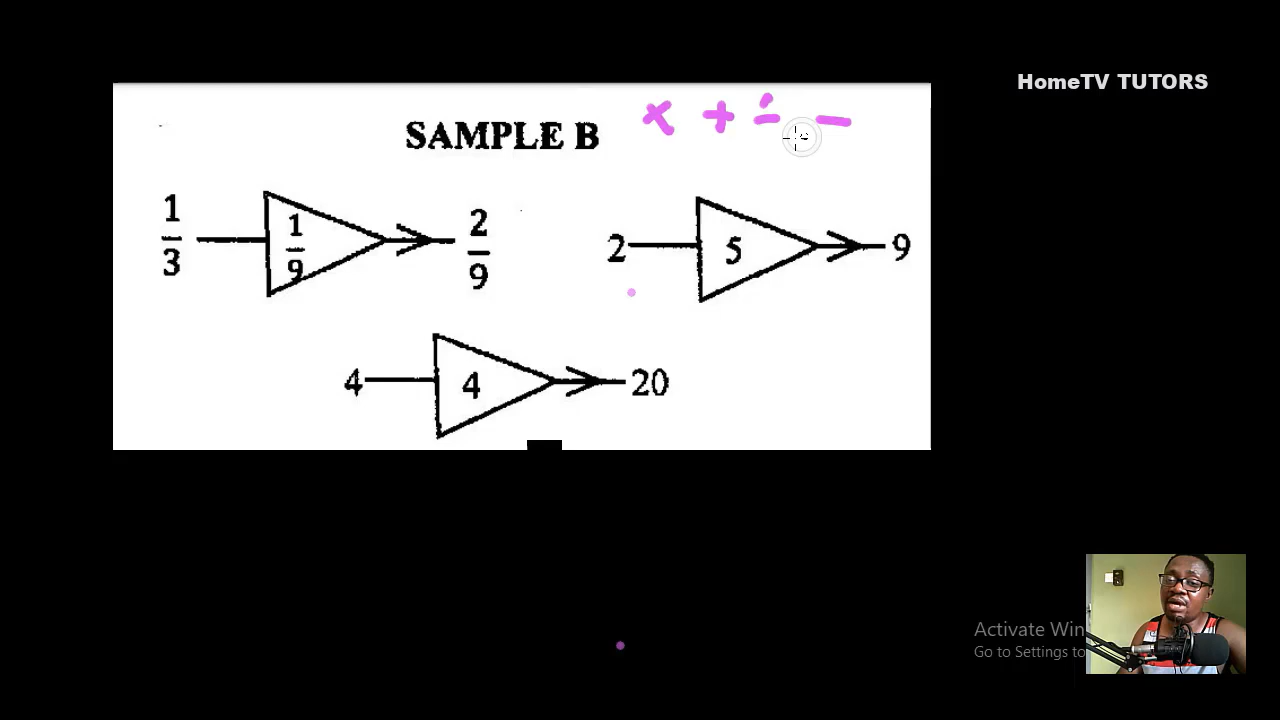 HomeTV TUTORS
SAMPLE B × + ÷ −
1/3 1/9 2/9
2 5 9
4 4 20
Activate Win
Go to Settings to